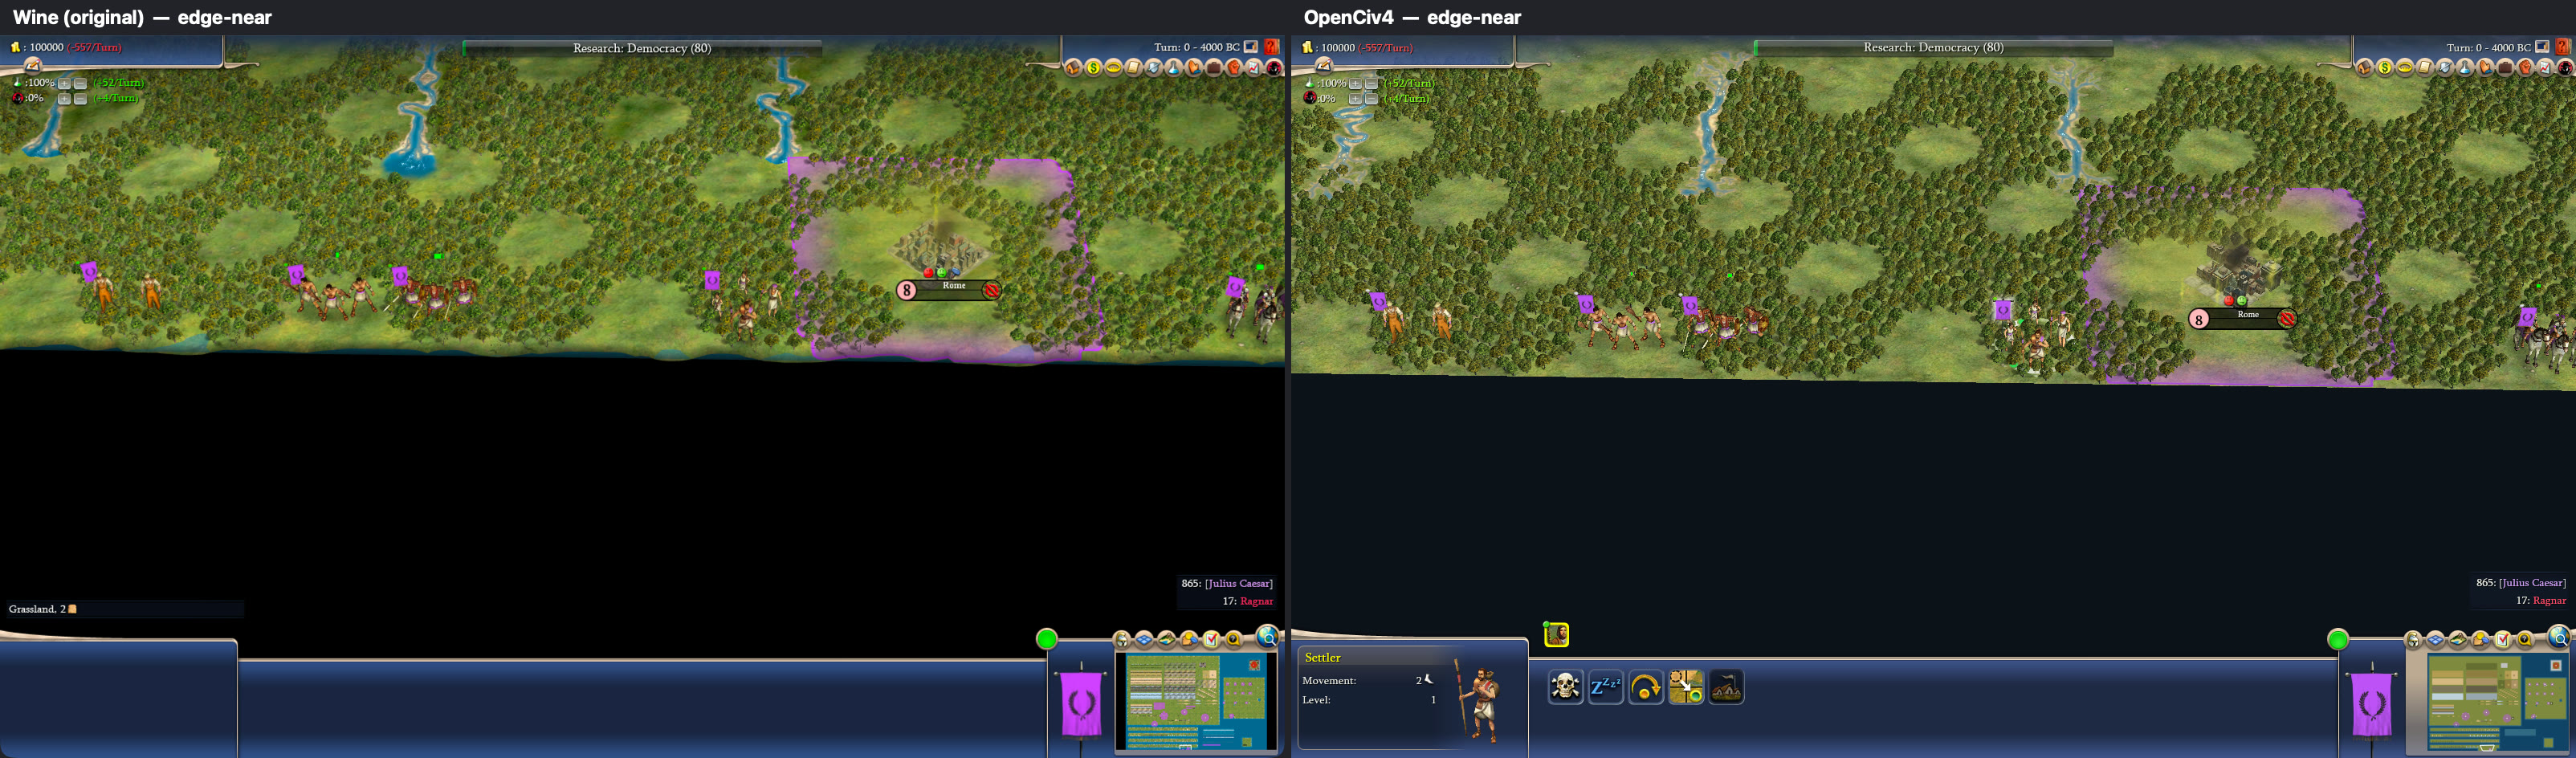 Wine (original) — edge-near
: 100000 (-557/Turn)
Research: Democracy (80)
Turn: 0 - 4000 BC
:100% (+52/Turn)
:0% (+4/Turn)
8 Rome
865: [Julius Caesar]
17: Ragnar
Grassland, 2
OpenCiv4 — edge-near
: 100000 (-557/Turn)
Research: Democracy (80)
Turn: 0 - 4000 BC
:100% (+52/Turn)
:0% (+4/Turn)
8 Rome
865: [Julius Caesar]
17: Ragnar
Settler
Movement: 2
Level: 1
ZZZzz